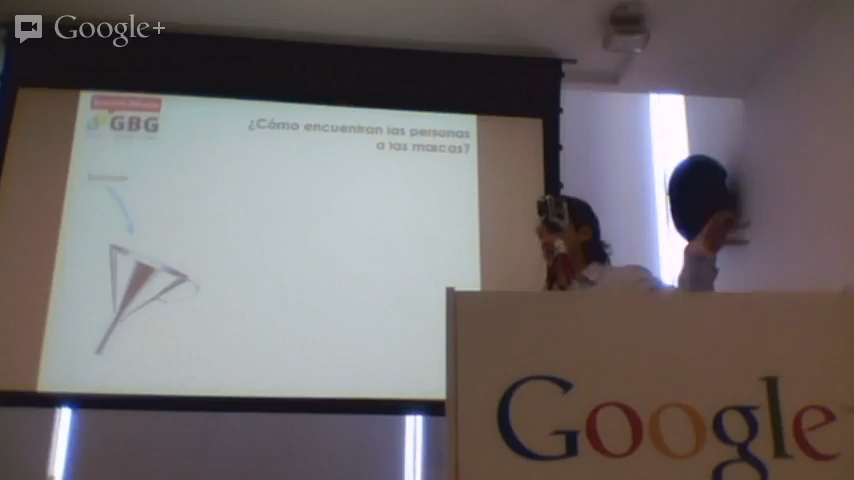 Google+
GBG
¿Cómo encuentran las personas
a las marcas?
Google